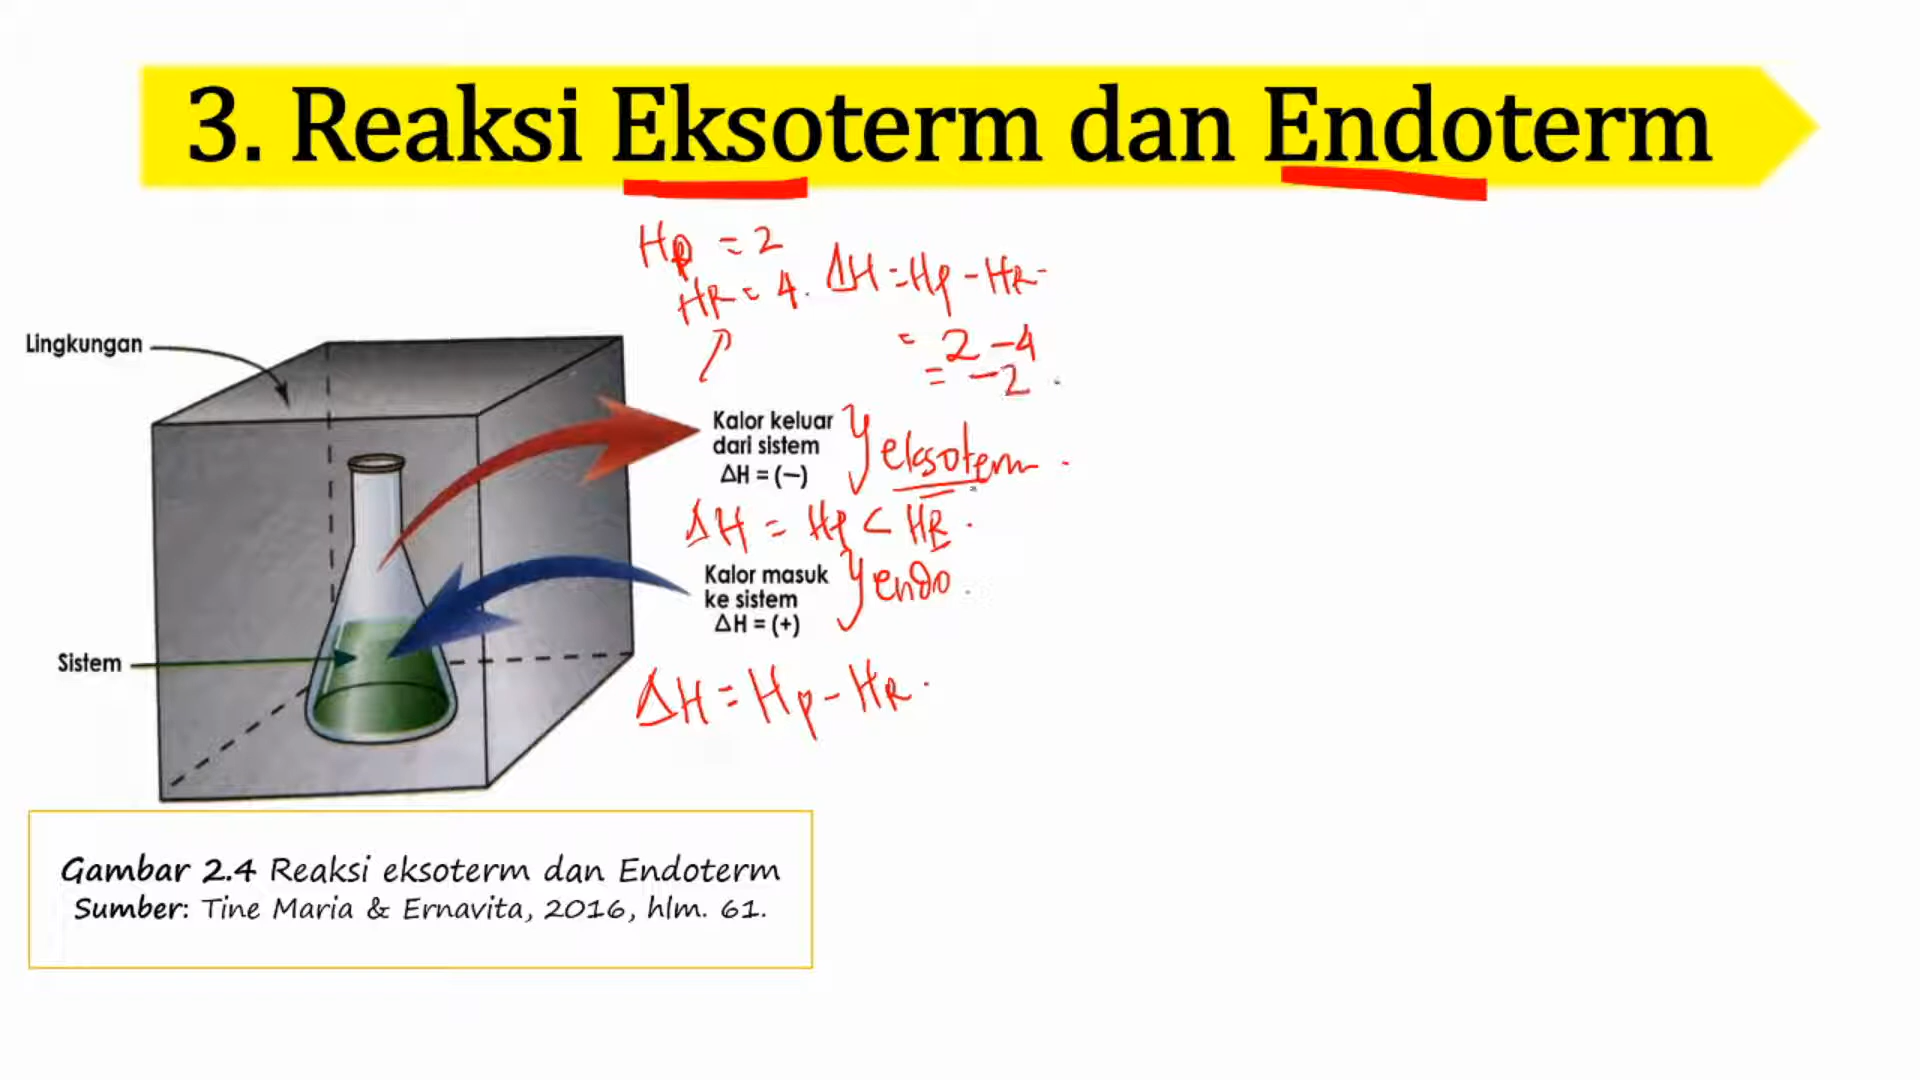 3. Reaksi Eksoterm dan Endoterm
Hp = 2
HR = 4.
ΔH = Hp - HR
= 2 - 4
= -2
Lingkungan
Kalor keluar
dari sistem
ΔH = (–)
eksoterm
ΔH = Hp < HR
Kalor masuk
ke sistem
ΔH = (+)
endo
Sistem
ΔH = Hp - HR
Gambar 2.4 Reaksi eksoterm dan Endoterm
Sumber: Tine Maria & Ernavita, 2016, hlm. 61.